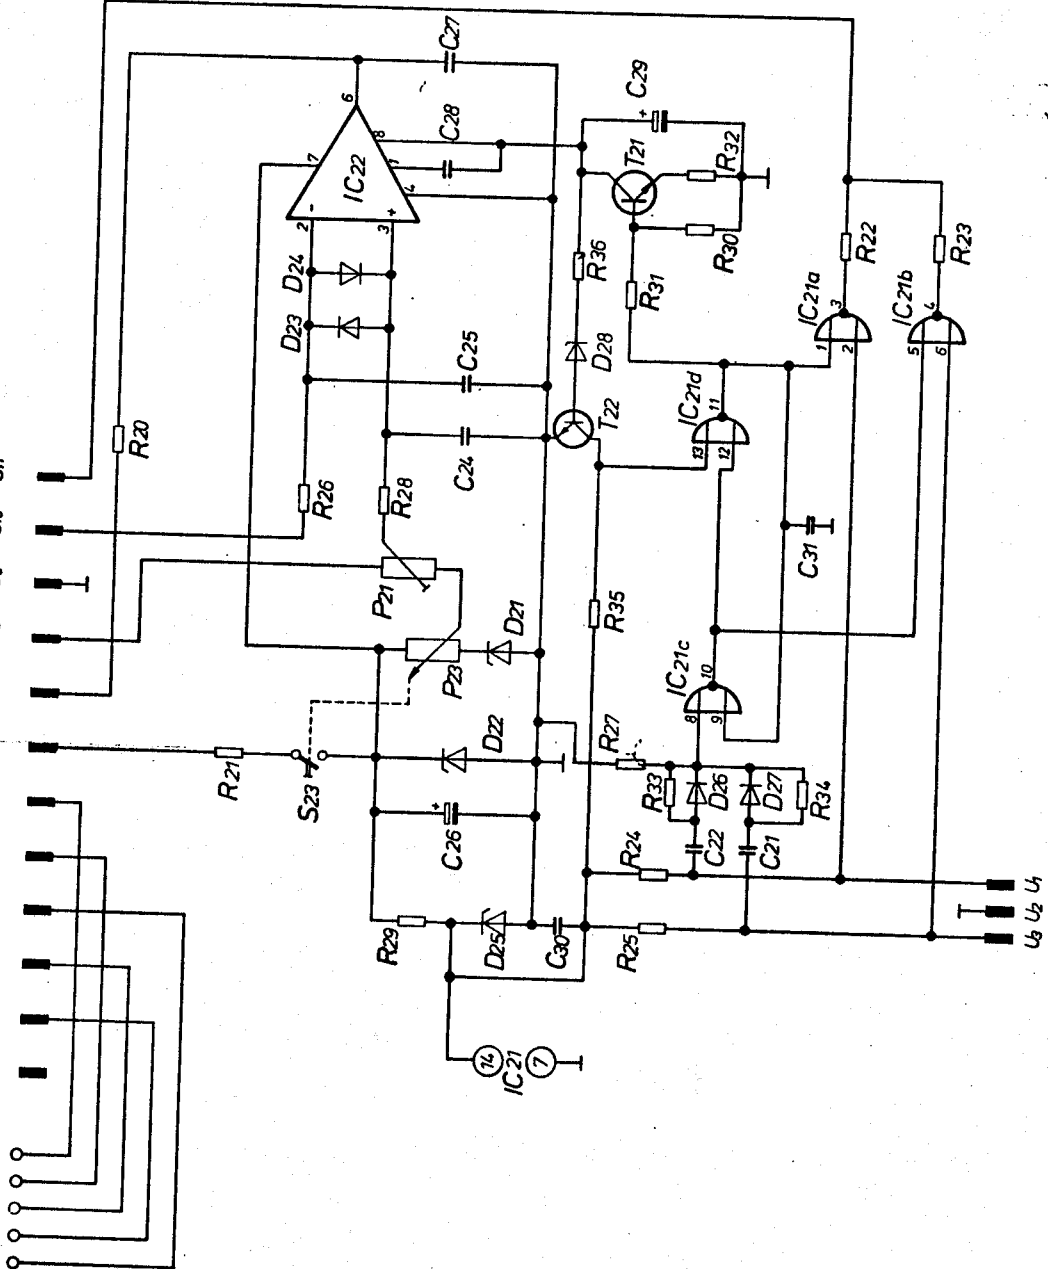 C27
6
C28
C29
+
8
7
1
4
IC22
T21
R32
-
+
2
3
R30
R31
R36
R22
R23
D24
D23
IC21a
3
IC21b
4
1
2
5
6
C25
D28
T22
IC21d
11
13
12
R20
C24
R26
R28
C31
P21
R35
D21
P23
IC21c
10
8
9
R21
S23
D22
R27
R33
D26
D27
R34
+
C26
R24
C22
C21
U1
U2
U3
R29
D25
C30
R25
14
IC21
7